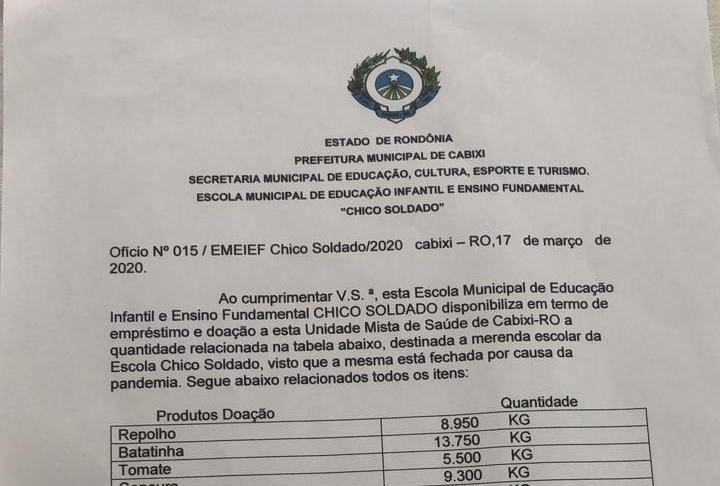 ESTADO DE RONDÔNIA
PREFEITURA MUNICIPAL DE CABIXI
SECRETARIA MUNICIPAL DE EDUCAÇÃO, CULTURA, ESPORTE E TURISMO.
ESCOLA MUNICIPAL DE EDUCAÇÃO INFANTIL E ENSINO FUNDAMENTAL
“CHICO SOLDADO”
Ofício Nº 015 / EMEIEF Chico Soldado/2020 cabixi – RO,17 de março de
2020.
Ao cumprimentar V.S. ª, esta Escola Municipal de Educação
Infantil e Ensino Fundamental CHICO SOLDADO disponibiliza em termo de
empréstimo e doação a esta Unidade Mista de Saúde de Cabixi-RO a
quantidade relacionada na tabela abaixo, destinada a merenda escolar da
Escola Chico Soldado, visto que a mesma está fechada por causa da
pandemia. Segue abaixo relacionados todos os itens:
Produtos Doação Quantidade
Repolho 8.950 KG
Batatinha 13.750 KG
Tomate 5.500 KG
9.300 KG